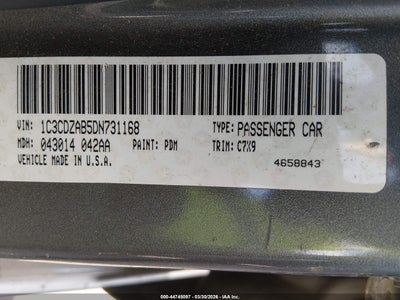 VIN: 1C3CDZAB5DN731168 TYPE: PASSENGER CAR
MDH: 043014 042AA PAINT: PDM TRIM: C7X9
VEHICLE MADE IN U.S.A. 4658843
000-44745097 - 03/30/2026 - IAA Inc.